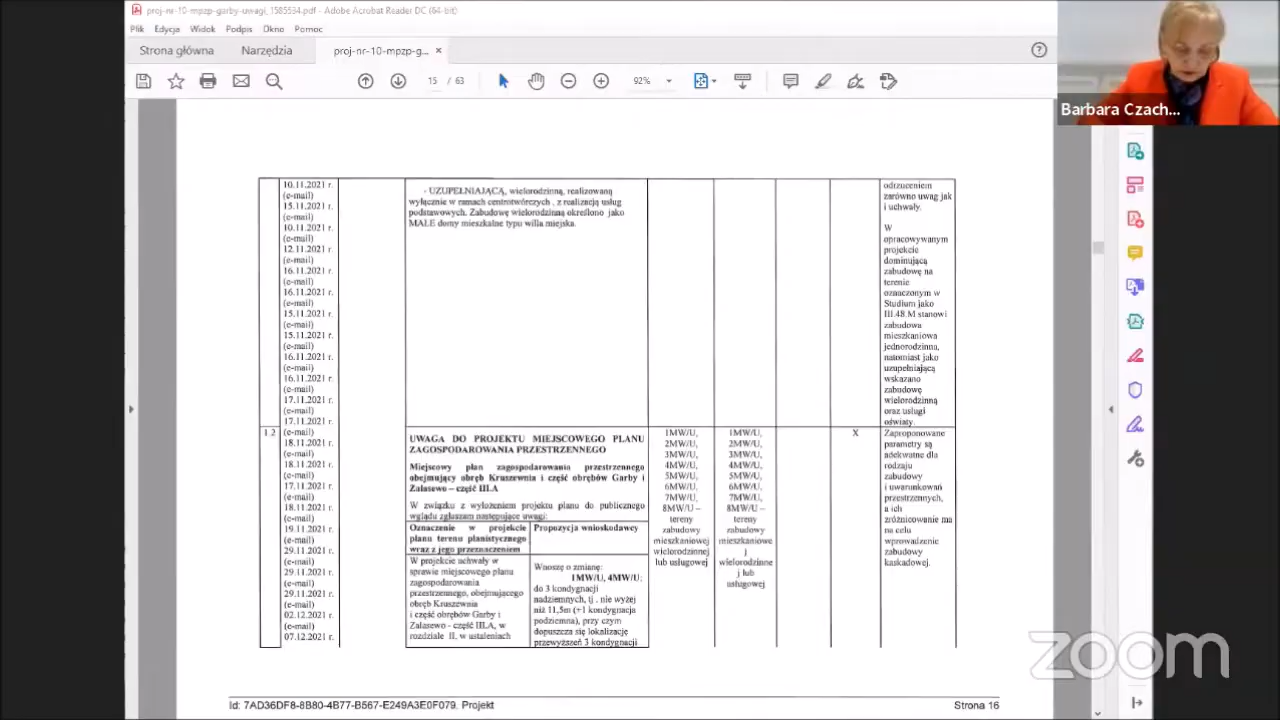 proj-nr-10-mpzp-garby-uwagi_1585534.pdf - Adobe Acrobat Reader DC (64-bit)
Plik Edycja Widok Podpis Okno Pomoc
Strona główna Narzędzia proj-nr-10-mpzp-g... ×
15 / 63 92%
Barbara Czach...
10.11.2021 r.
(e-mail)
15.11.2021 r.
(e-mail)
10.11.2021 r.
(e-mail)
12.11.2021 r.
(e-mail)
16.11.2021 r.
(e-mail)
16.11.2021 r.
(e-mail)
15.11.2021 r.
(e-mail)
15.11.2021 r.
(e-mail)
16.11.2021 r.
(e-mail)
16.11.2021 r.
(e-mail)
17.11.2021 r.
(e-mail)
17.11.2021 r.
- UZUPEŁNIAJĄCĄ, wielorodzinną, realizowaną
wyłącznie w ramach centrotwórczych , z realizacją usług
podstawowych. Zabudowę wielorodzinną określono jako
MAŁE domy mieszkalne typu willa miejska.
odrzuceniem
zarówno uwag jak
i uchwały.
W
opracowywanym
projekcie
dominującą
zabudowę na
terenie
oznaczonym w
Studium jako
III.48.M stanowi
zabudowa
mieszkaniowa
jednorodzinna,
natomiast jako
uzupełniającą
wskazano
zabudowę
wielorodzinną
oraz usługi
oświaty.
1.2
(e-mail)
18.11.2021 r.
(e-mail)
18.11.2021 r.
(e-mail)
17.11.2021 r.
(e-mail)
18.11.2021 r.
(e-mail)
19.11.2021 r.
(e-mail)
29.11.2021 r.
(e-mail)
29.11.2021 r.
(e-mail)
29.11.2021 r.
(e-mail)
02.12.2021 r.
(e-mail)
07.12.2021 r.
UWAGA DO PROJEKTU MIEJSCOWEGO PLANU
ZAGOSPODAROWANIA PRZESTRZENNEGO
Miejscowy plan zagospodarowania przestrzennego
obejmujący obręb Kruszewnia i część obrębów Garby i
Zalasewo – część III.A
W związku z wyłożeniem projektu planu do publicznego
wglądu zgłaszam następujące uwagi:
Oznaczenie w projekcie
planu terenu planistycznego
wraz z jego przeznaczeniem
Propozycja wnioskodawcy
W projekcie uchwały w
sprawie miejscowego planu
zagospodarowania
przestrzennego, obejmującego
obręb Kruszewnia
i część obrębów Garby i
Zalasewo - część III.A, w
rozdziale II, w ustaleniach
Wnoszę o zmianę:
1MW/U, 4MW/U:
do 3 kondygnacji
nadziemnych, tj . nie wyżej
niż 11,5m (+1 kondygnacja
podziemna), przy czym
dopuszcza się lokalizację
przewyższeń 3 kondygnacji
1MW/U,
2MW/U,
3MW/U,
4MW/U,
5MW/U,
6MW/U,
7MW/U,
8MW/U –
tereny
zabudowy
mieszkaniowej
wielorodzinnej
lub usługowej
1MW/U,
2MW/U,
3MW/U,
4MW/U,
5MW/U,
6MW/U,
7MW/U,
8MW/U –
tereny
zabudowy
mieszkaniowe
j
wielorodzinne
j lub
usługowej
X
Zaproponowane
parametry są
adekwatne dla
rodzaju
zabudowy
i uwarunkowań
przestrzennych,
a ich
zróżnicowanie ma
na celu
wprowadzenie
zabudowy
kaskadowej.
zoom
Id: 7AD36DF8-8B80-4B77-B567-E249A3E0F079. Projekt
Strona 16